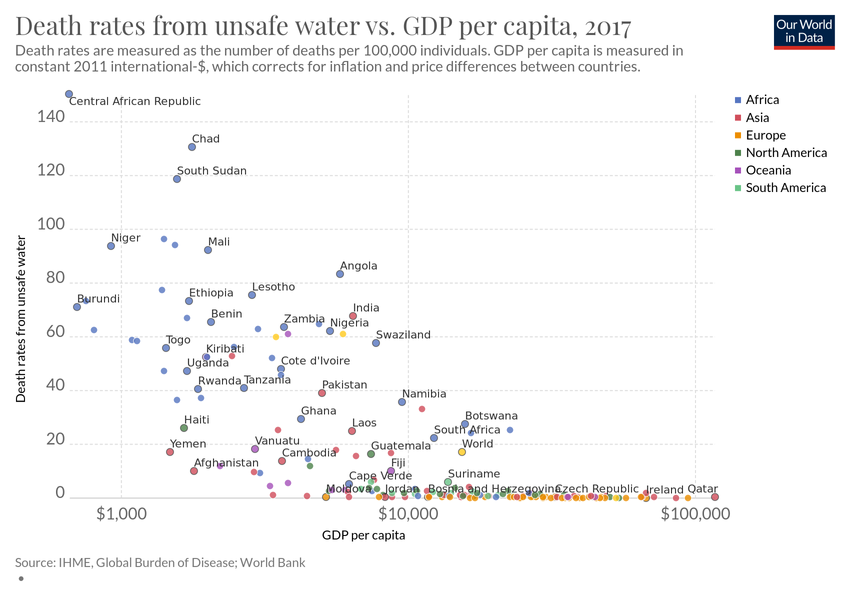 Death rates from unsafe water vs. GDP per capita, 2017
Our World
in Data
Death rates are measured as the number of deaths per 100,000 individuals. GDP per capita is measured in
constant 2011 international-$, which corrects for inflation and price differences between countries.
Central African Republic
Africa
Asia
Europe
North America
Oceania
South America
140
Chad
120
South Sudan
100
Niger
Mali
Angola
80
Burundi
Ethiopia
Lesotho
India
Benin
Zambia
Nigeria
60
Togo
Kiribati
Swaziland
Uganda
Cote d'Ivoire
Rwanda
Tanzania
Pakistan
40
Namibia
Haiti
Ghana
Laos
Botswana
South Africa
20
Yemen
Vanuatu
Cambodia
Guatemala
World
Afghanistan
Fiji
Cape Verde
Suriname
0
Moldova
Jordan
Bosnia and Herzegovina
Czech Republic
Ireland
Qatar
$1,000
$10,000
$100,000
Death rates from unsafe water
GDP per capita
Source: IHME, Global Burden of Disease; World Bank